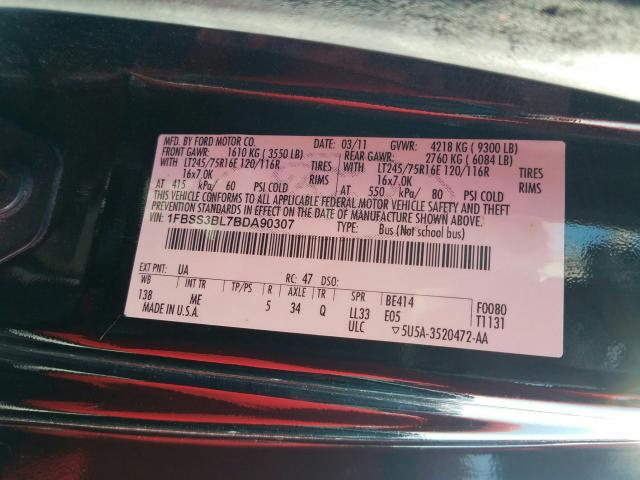 MFD. BY FORD MOTOR CO.
DATE: 03/11 GVWR: 4218 KG ( 9300 LB)
FRONT GAWR: 1610 KG ( 3550 LB) REAR GAWR: 2760 KG ( 6084 LB)
WITH LT245/75R16E 120/116R TIRES WITH LT245/75R16E 120/116R TIRES
16x7.0K RIMS 16x7.0K RIMS
AT 415 kPa/ 60 PSI COLD AT 550 kPa/ 80 PSI COLD
THIS VEHICLE CONFORMS TO ALL APPLICABLE FEDERAL MOTOR VEHICLE SAFETY AND THEFT
PREVENTION STANDARDS IN EFFECT ON THE DATE OF MANUFACTURE SHOWN ABOVE.
VIN: 1FBSS3BL7BDA90307 TYPE: Bus (Not Schoolbus)
EXT PNT: UA RC: 47 DSO:
WB INT TR TP/PS R AXLE TR SPR BE414 F0080
138 ME 5 34 Q LL33 E05 T1131
MADE IN U.S.A. ULC ▽5U5A-3520472-AA